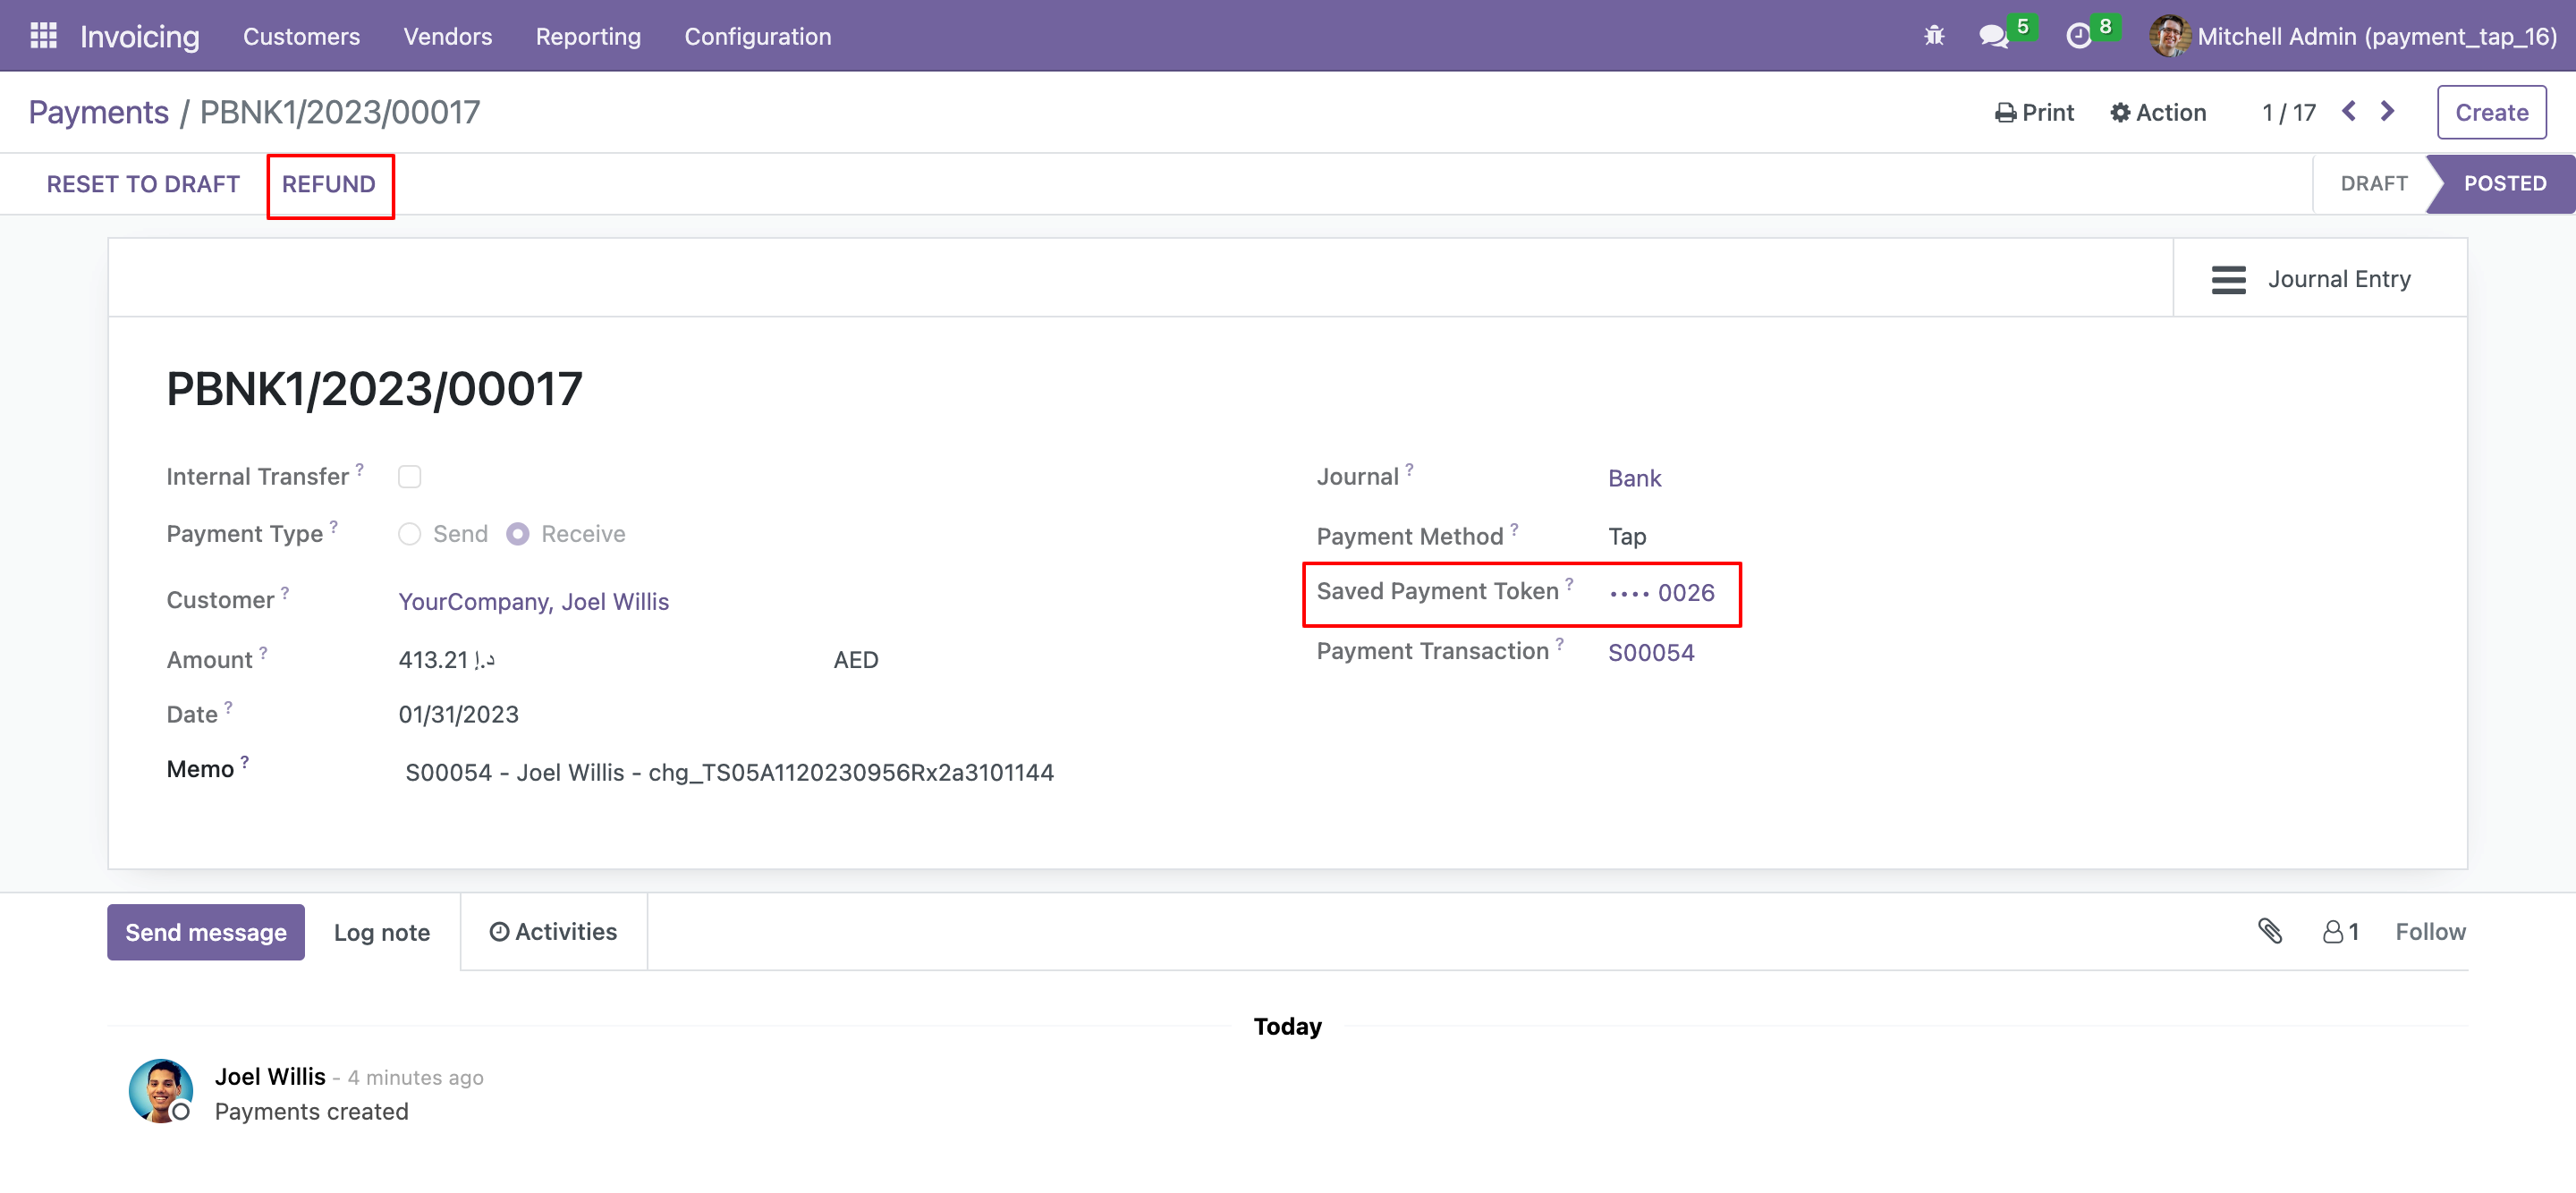 Invoicing Customers Vendors Reporting Configuration 5 8 Mitchell Admin (payment_tap_16)
Payments / PBNK1/2023/00017 Print Action 1 / 17 Create
RESET TO DRAFT REFUND DRAFT POSTED
Journal Entry
PBNK1/2023/00017
Internal Transfer ? Journal ? Bank
Payment Type ? Send Receive Payment Method ? Tap
Customer ? YourCompany, Joel Willis Saved Payment Token ? •••• 0026
Amount ? 413.21 د.إ AED Payment Transaction ? S00054
Date ? 01/31/2023
Memo ? S00054 - Joel Willis - chg_TS05A1120230956Rx2a3101144
Send message Log note Activities 1 Follow
Today
Joel Willis - 4 minutes ago
Payments created